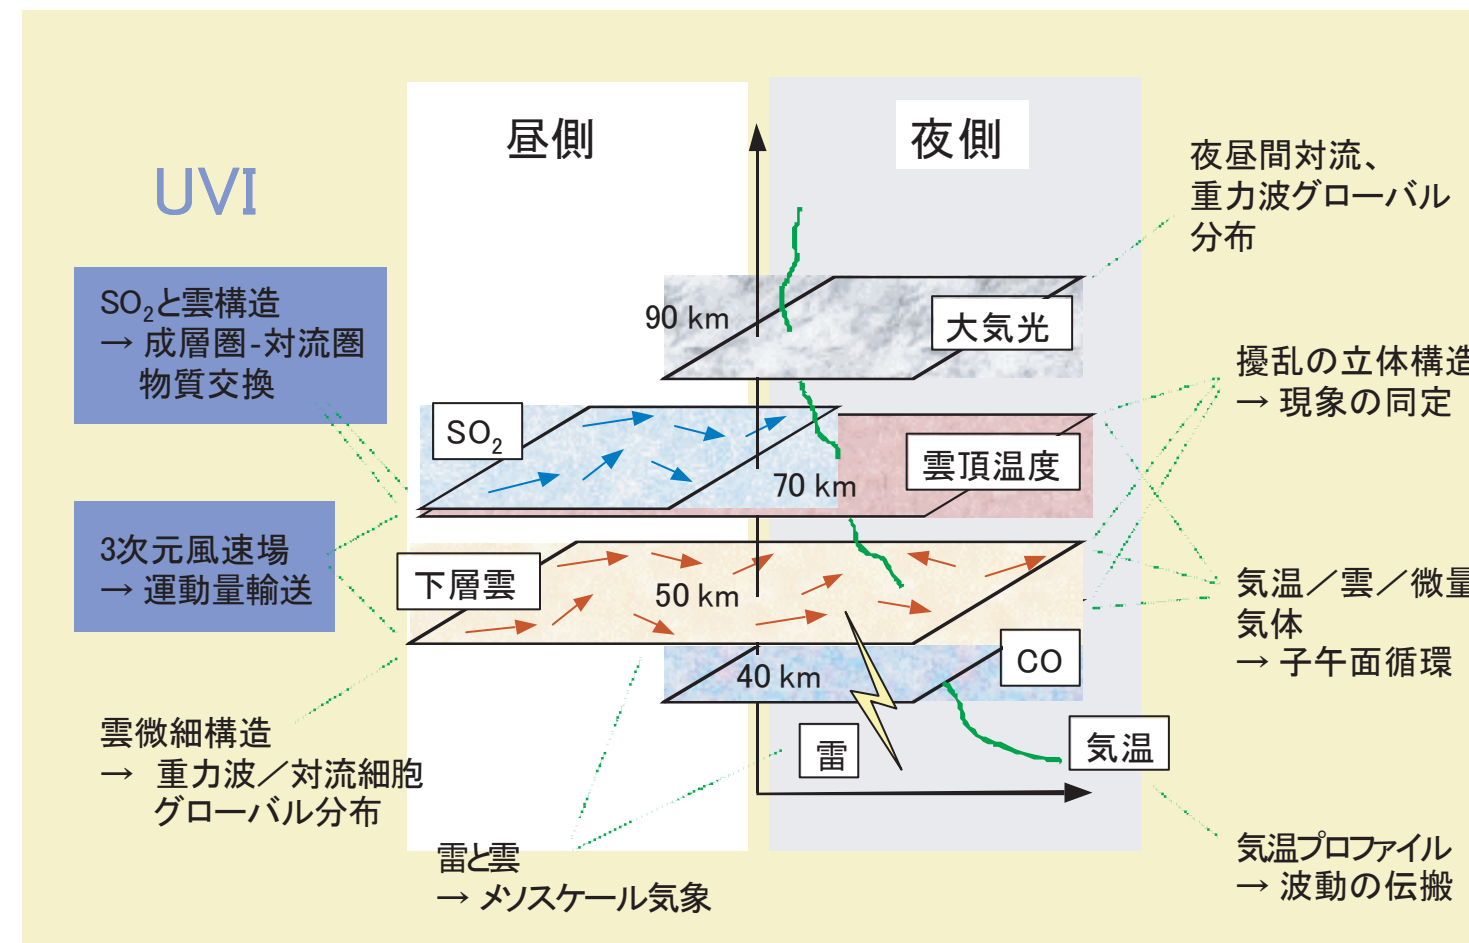 昼側
夜側
UVI
夜昼間対流、
重力波グローバル
分布
SO₂と雲構造
→ 成層圏-対流圏
物質交換
90 km
大気光
擾乱の立体構造
→ 現象の同定
SO₂
雲頂温度
70 km
3次元風速場
→ 運動量輸送
下層雲
50 km
気温／雲／微量
気体
→ 子午面循環
CO
40 km
雲微細構造
→ 重力波／対流細胞
グローバル分布
雷
気温
雷と雲
→ メソスケール気象
気温プロファイル
→ 波動の伝搬